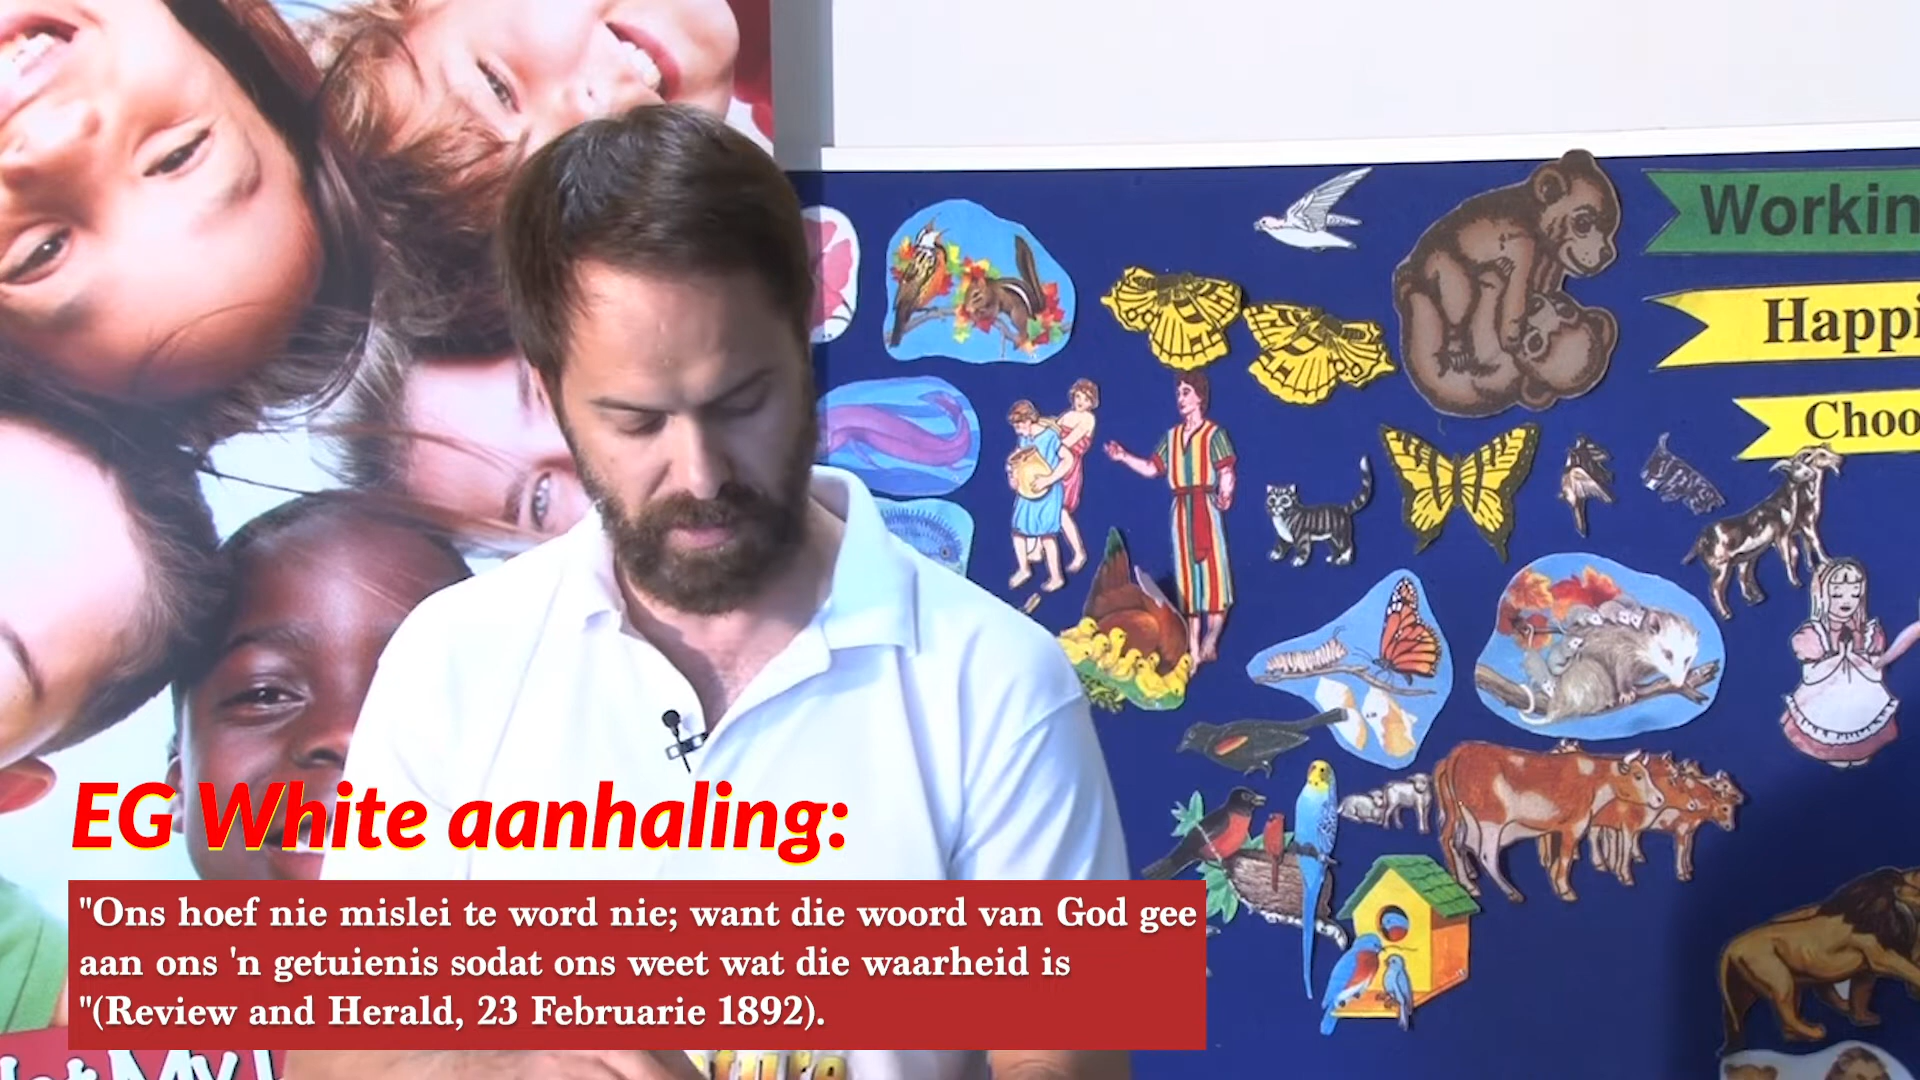 Workin
Happi
Choo
EG White aanhaling:
"Ons hoef nie mislei te word nie; want die woord van God gee
aan ons 'n getuienis sodat ons weet wat die waarheid is
"(Review and Herald, 23 Februarie 1892).
My